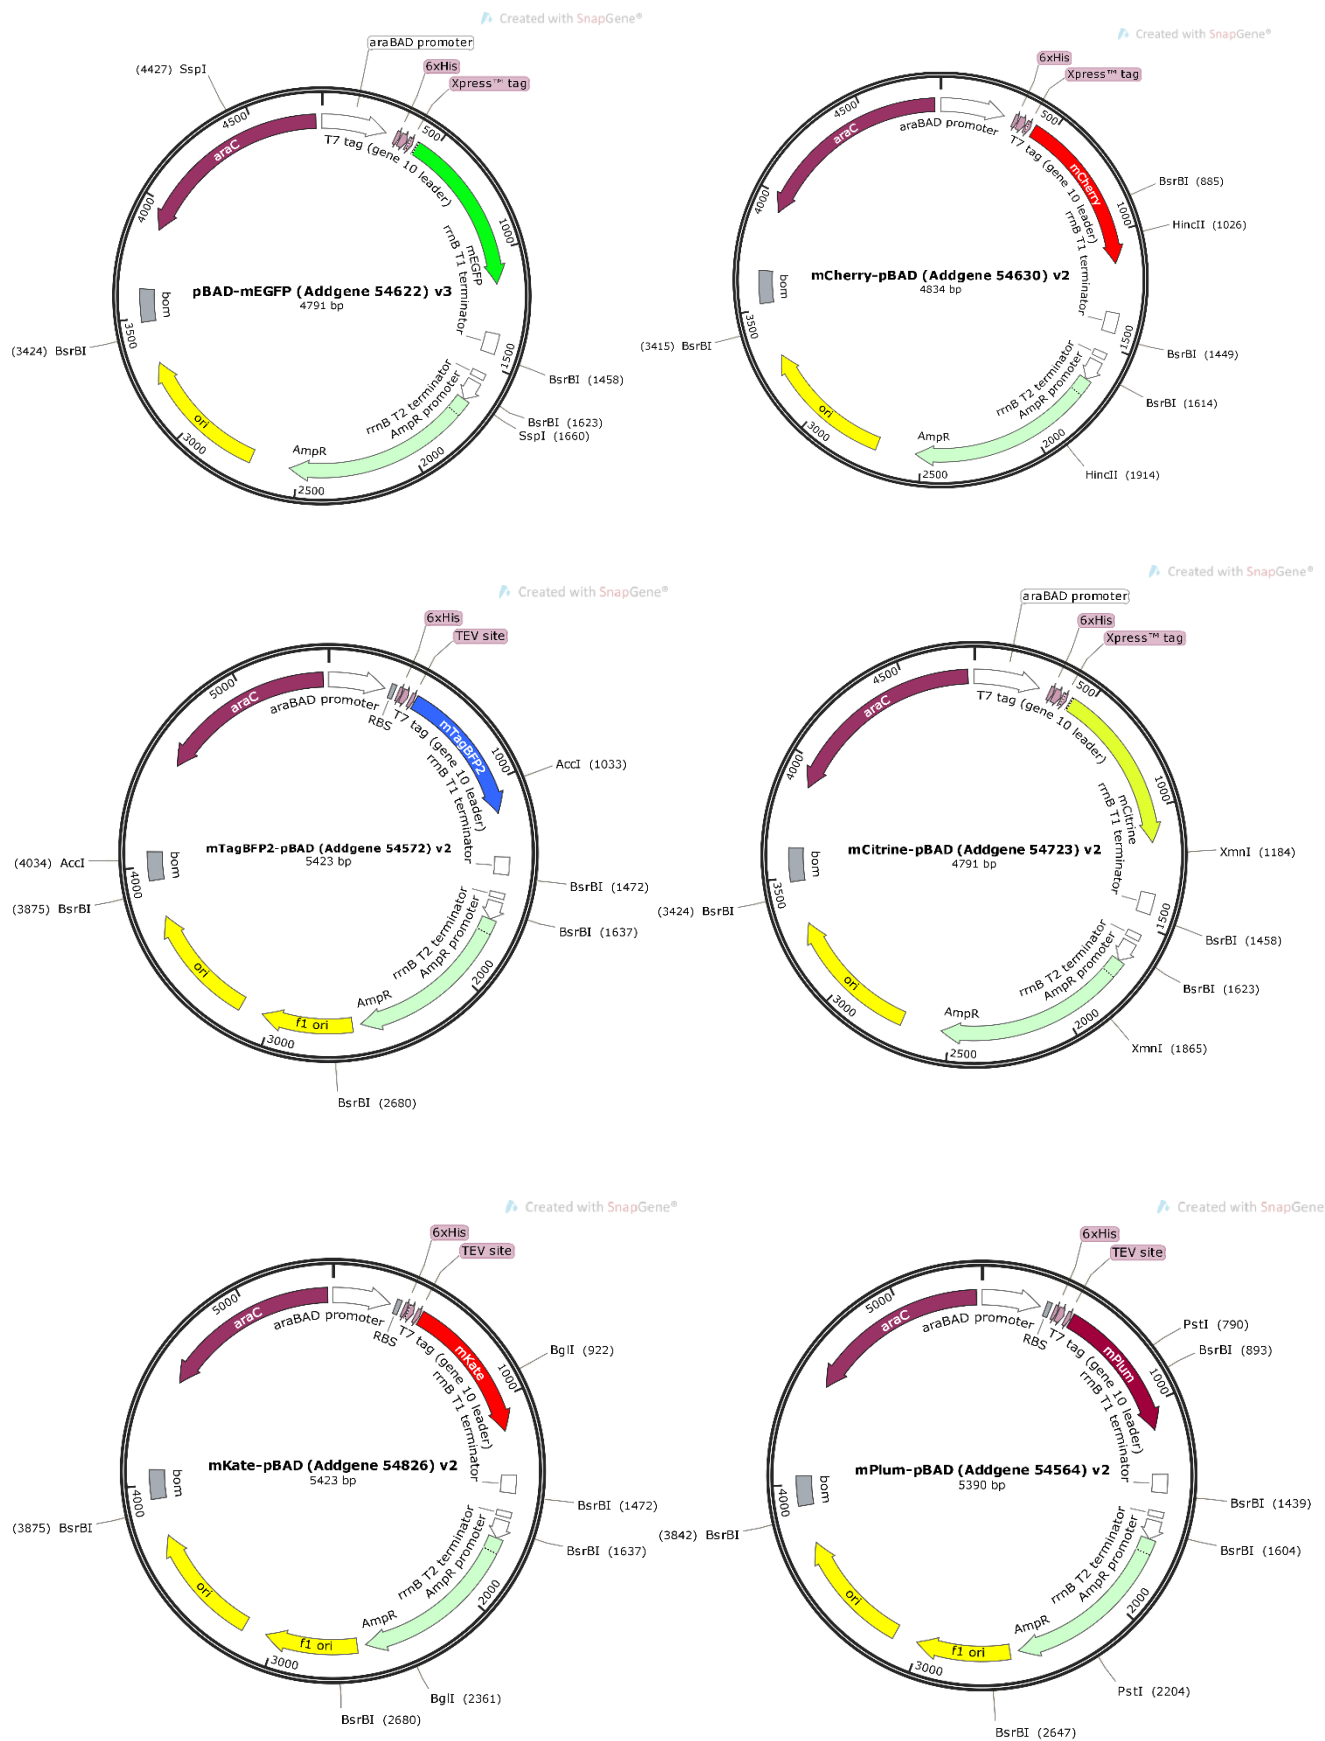 Created with SnapGene®
araBAD promoter
6xHis
Xpress™ tag
(4427) SspI
4500
500
araC
T7 tag (gene 10 leader)
4000
1000
mEGFP
rrnB T1 terminator
pBAD-mEGFP (Addgene 54622) v3
4791 bp
bom
3500
(3424) BsrBI
1500
BsrBI (1458)
rrnB T2 terminator
AmpR promoter
BsrBI (1623)
SspI (1660)
ori
AmpR
3000
2000
2500
Created with SnapGene®
6xHis
Xpress™ tag
4500
500
araBAD promoter
araC
T7 tag (gene 10 leader)
mCherry
BsrBI (885)
4000
1000
HincII (1026)
rrnB T1 terminator
mCherry-pBAD (Addgene 54630) v2
4834 bp
bom
3500
(3415) BsrBI
1500
BsrBI (1449)
rrnB T2 terminator
AmpR promoter
BsrBI (1614)
ori
AmpR
3000
2000
2500
HincII (1914)
Created with SnapGene®
6xHis
TEV site
5000
araC
araBAD promoter
RBS
T7 tag (gene 10 leader)
mTagBFP2
1000
AccI (1033)
rrnB T1 terminator
mTagBFP2-pBAD (Addgene 54572) v2
5423 bp
(4034) AccI
bom
4000
(3875) BsrBI
BsrBI (1472)
rrnB T2 terminator
AmpR promoter
BsrBI (1637)
ori
2000
AmpR
f1 ori
3000
BsrBI (2680)
Created with SnapGene®
araBAD promoter
6xHis
Xpress™ tag
4500
500
araC
T7 tag (gene 10 leader)
4000
1000
mCitrine
rrnB T1 terminator
mCitrine-pBAD (Addgene 54723) v2
4791 bp
XmnI (1184)
bom
3500
(3424) BsrBI
1500
BsrBI (1458)
rrnB T2 terminator
AmpR promoter
BsrBI (1623)
ori
AmpR
3000
2000
2500
XmnI (1865)
Created with SnapGene®
6xHis
TEV site
5000
araC
araBAD promoter
RBS
T7 tag (gene 10 leader)
mKate
BglI (922)
1000
rrnB T1 terminator
mKate-pBAD (Addgene 54826) v2
5423 bp
bom
4000
(3875) BsrBI
BsrBI (1472)
rrnB T2 terminator
AmpR promoter
BsrBI (1637)
ori
2000
AmpR
f1 ori
3000
BglI (2361)
BsrBI (2680)
Created with SnapGene
6xHis
TEV site
5000
araC
araBAD promoter
RBS
T7 tag (gene 10 leader)
mPlum
PstI (790)
BsrBI (893)
1000
rrnB T1 terminator
mPlum-pBAD (Addgene 54564) v2
5390 bp
bom
4000
(3842) BsrBI
BsrBI (1439)
rrnB T2 terminator
AmpR promoter
BsrBI (1604)
ori
2000
AmpR
f1 ori
3000
PstI (2204)
BsrBI (2647)